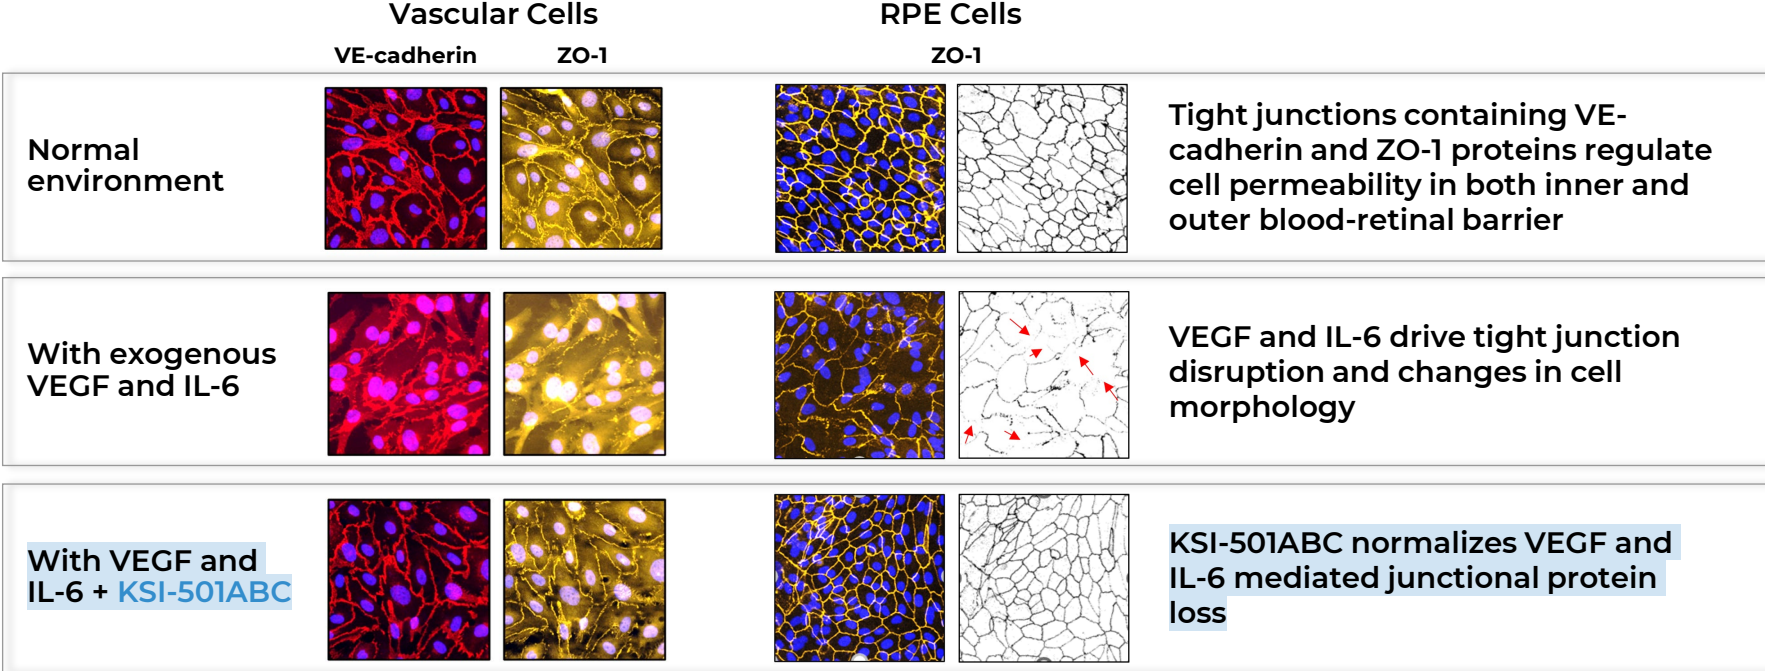 Vascular Cells
RPE Cells
VE-cadherin
ZO-1
ZO-1
Normal
environment
Tight junctions containing VE-
cadherin and ZO-1 proteins regulate
cell permeability in both inner and
outer blood-retinal barrier
With exogenous
VEGF and IL-6
VEGF and IL-6 drive tight junction
disruption and changes in cell
morphology
With VEGF and
IL-6 + KSI-501ABC
KSI-501ABC normalizes VEGF and
IL-6 mediated junctional protein
loss